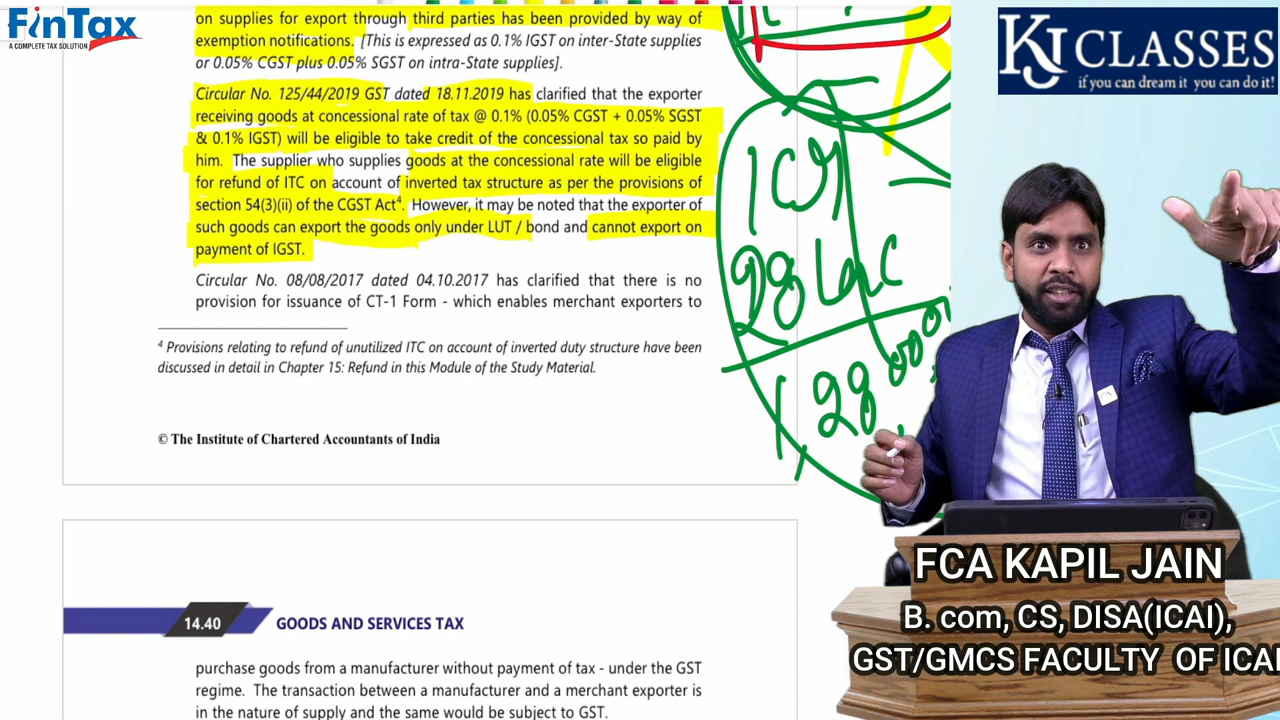 FinTax
A COMPLETE TAX SOLUTION
on supplies for export through third parties has been provided by way of
exemption notifications. [This is expressed as 0.1% IGST on inter-State supplies
or 0.05% CGST plus 0.05% SGST on intra-State supplies].
Circular No. 125/44/2019 GST dated 18.11.2019 has clarified that the exporter
receiving goods at concessional rate of tax @ 0.1% (0.05% CGST + 0.05% SGST
& 0.1% IGST) will be eligible to take credit of the concessional tax so paid by
him. The supplier who supplies goods at the concessional rate will be eligible
for refund of ITC on account of inverted tax structure as per the provisions of
section 54(3)(ii) of the CGST Act4. However, it may be noted that the exporter of
such goods can export the goods only under LUT / bond and cannot export on
payment of IGST.
Circular No. 08/08/2017 dated 04.10.2017 has clarified that there is no
provision for issuance of CT-1 Form - which enables merchant exporters to
4 Provisions relating to refund of unutilized ITC on account of inverted duty structure have been
discussed in detail in Chapter 15: Refund in this Module of the Study Material.
© The Institute of Chartered Accountants of India
14.40 GOODS AND SERVICES TAX
purchase goods from a manufacturer without payment of tax - under the GST
regime. The transaction between a manufacturer and a merchant exporter is
in the nature of supply and the same would be subject to GST.
28 lac
KJ CLASSES
if you can dream it you can do it!
FCA KAPIL JAIN
B. com, CS, DISA(ICAI),
GST/GMCS FACULTY OF ICAI